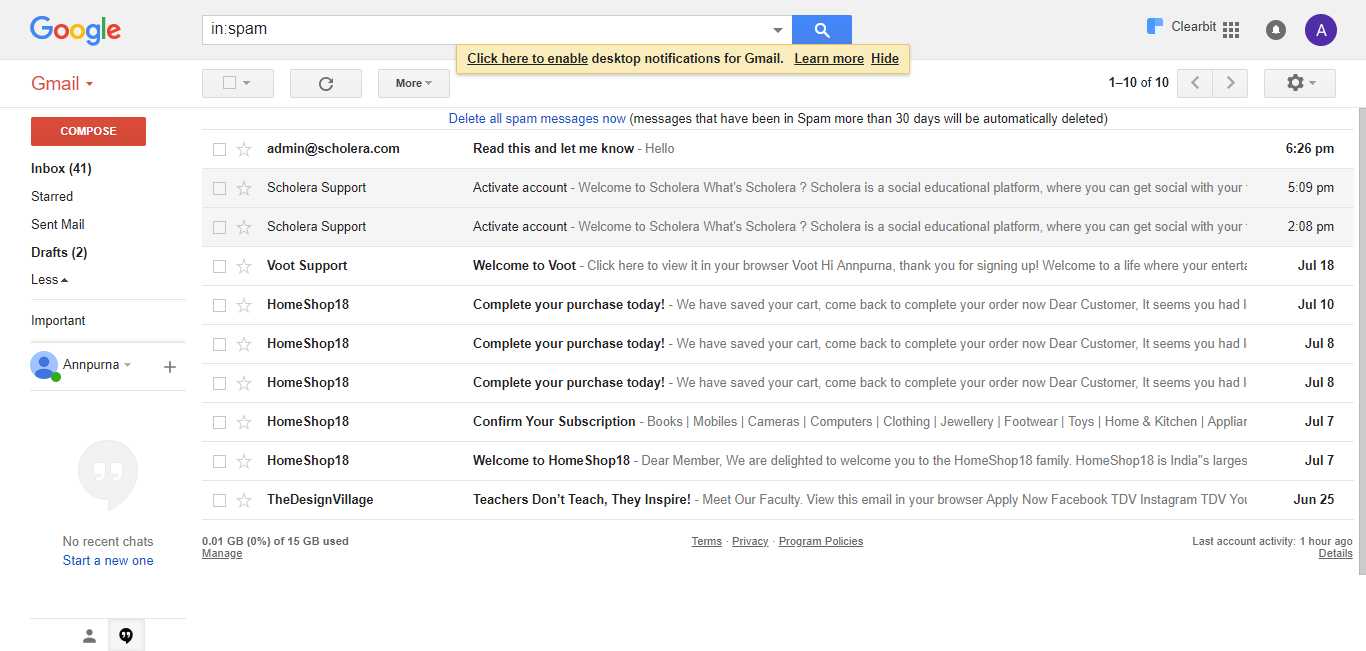 Google
in:spam
Clearbit
A
Click here to enable desktop notifications for Gmail. Learn more Hide
Gmail
More
1–10 of 10
COMPOSE
Inbox (41)
Starred
Sent Mail
Drafts (2)
Less
Important
Annpurna
No recent chats
Start a new one
Delete all spam messages now (messages that have been in Spam more than 30 days will be automatically deleted)
admin@scholera.com Read this and let me know - Hello 6:26 pm
Scholera Support Activate account - Welcome to Scholera What's Scholera ? Scholera is a social educational platform, where you can get social with your 5:09 pm
Scholera Support Activate account - Welcome to Scholera What's Scholera ? Scholera is a social educational platform, where you can get social with your 2:08 pm
Voot Support Welcome to Voot - Click here to view it in your browser Voot Hi Annpurna, thank you for signing up! Welcome to a life where your enterta Jul 18
HomeShop18 Complete your purchase today! - We have saved your cart, come back to complete your order now Dear Customer, It seems you had l Jul 10
HomeShop18 Complete your purchase today! - We have saved your cart, come back to complete your order now Dear Customer, It seems you had l Jul 8
HomeShop18 Complete your purchase today! - We have saved your cart, come back to complete your order now Dear Customer, It seems you had l Jul 8
HomeShop18 Confirm Your Subscription - Books | Mobiles | Cameras | Computers | Clothing | Jewellery | Footwear | Toys | Home & Kitchen | Applian Jul 7
HomeShop18 Welcome to HomeShop18 - Dear Member, We are delighted to welcome you to the HomeShop18 family. HomeShop18 is India"s larges Jul 7
TheDesignVillage Teachers Don't Teach, They Inspire! - Meet Our Faculty. View this email in your browser Apply Now Facebook TDV Instagram TDV You Jun 25
0.01 GB (0%) of 15 GB used
Manage
Terms · Privacy · Program Policies
Last account activity: 1 hour ago
Details